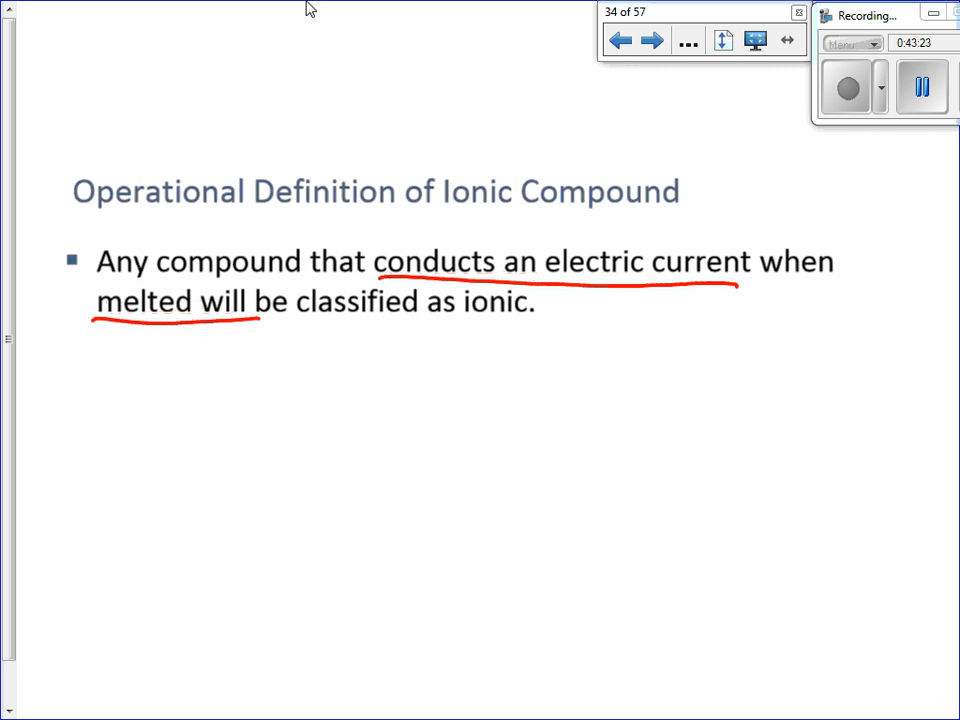 34 of 57
Recording...
Menu
0:43:23
Operational Definition of Ionic Compound
Any compound that conducts an electric current when
melted will be classified as ionic.